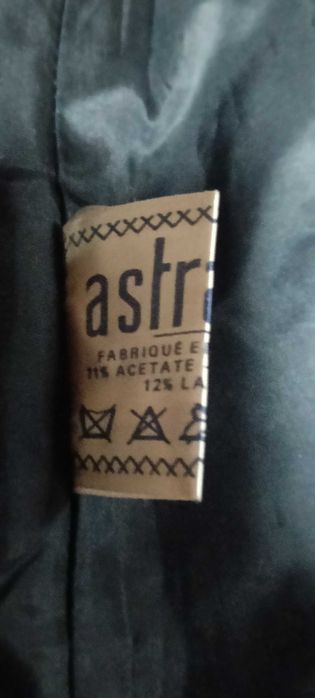 astr
FABRIQUÉ E
11% ACETATE
12% LA